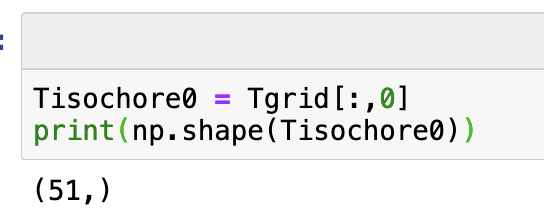 :
Tisochore0 = Tgrid[:,0]
print(np.shape(Tisochore0))
(51,)